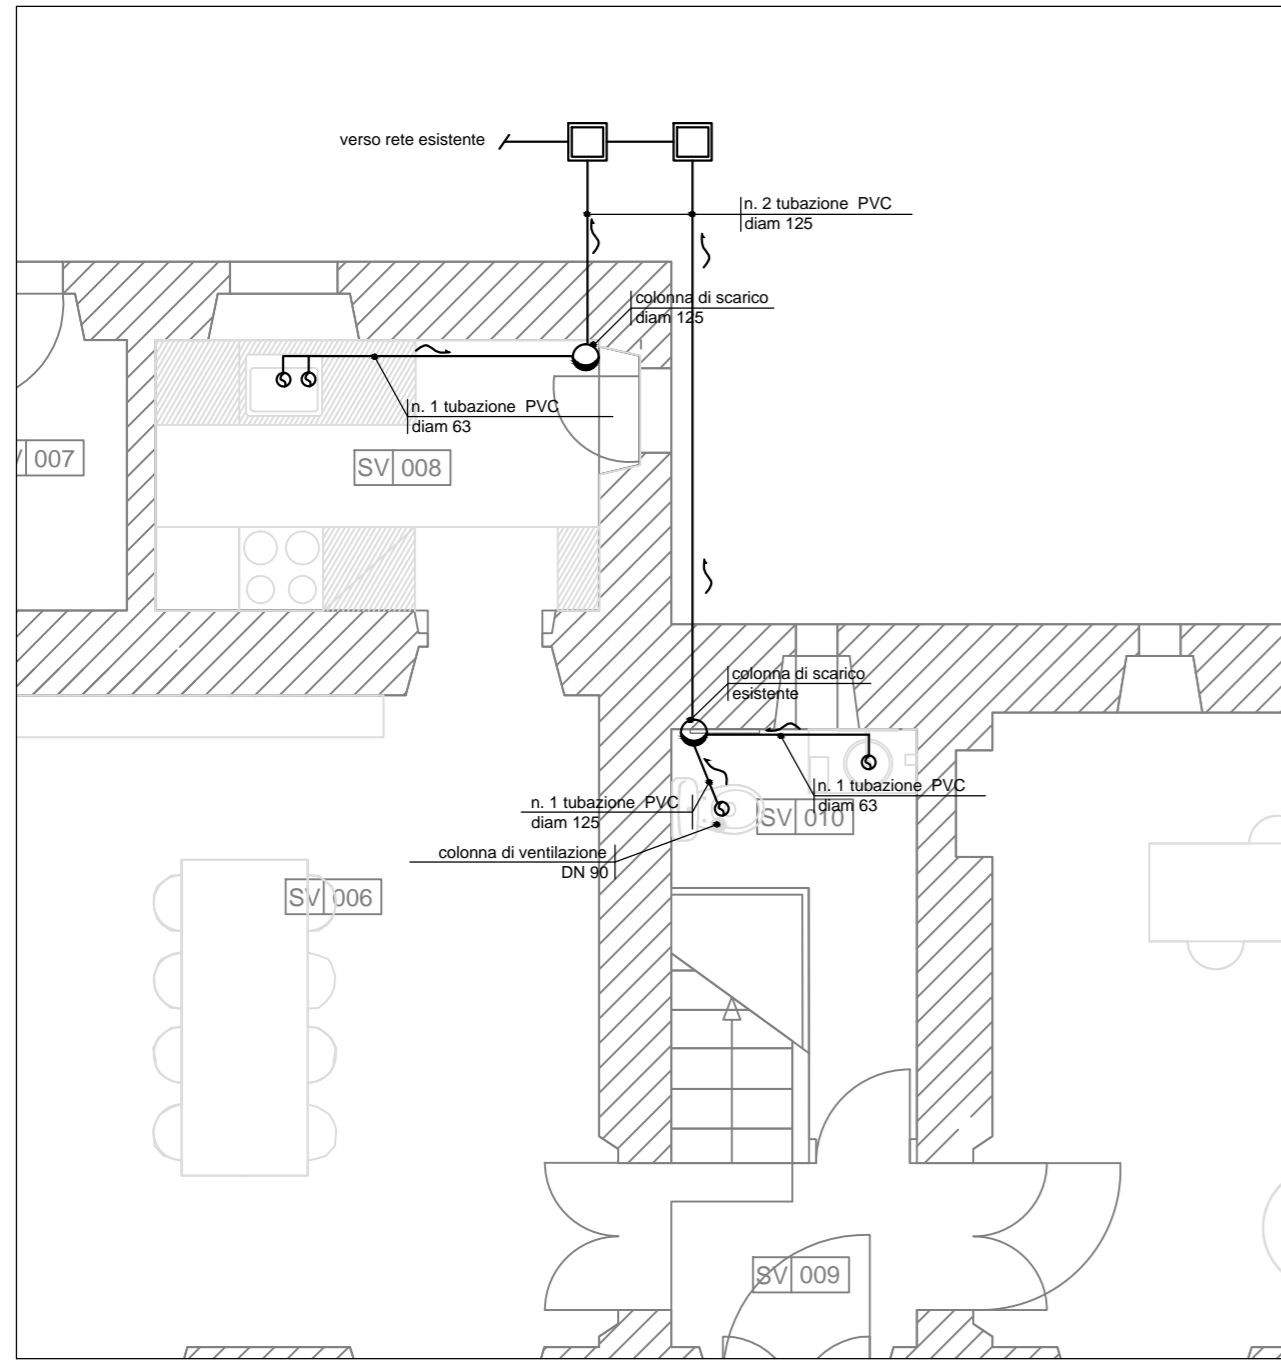 verso rete esistente
n. 2 tubazione PVC
diam 125
colonna di scarico
diam 125
n. 1 tubazione PVC
diam 63
007
SV 008
colonna di scarico
esistente
n. 1 tubazione PVC
diam 63
n. 1 tubazione PVC
diam 125
SV 010
colonna di ventilazione
DN 90
SV 006
SV 009